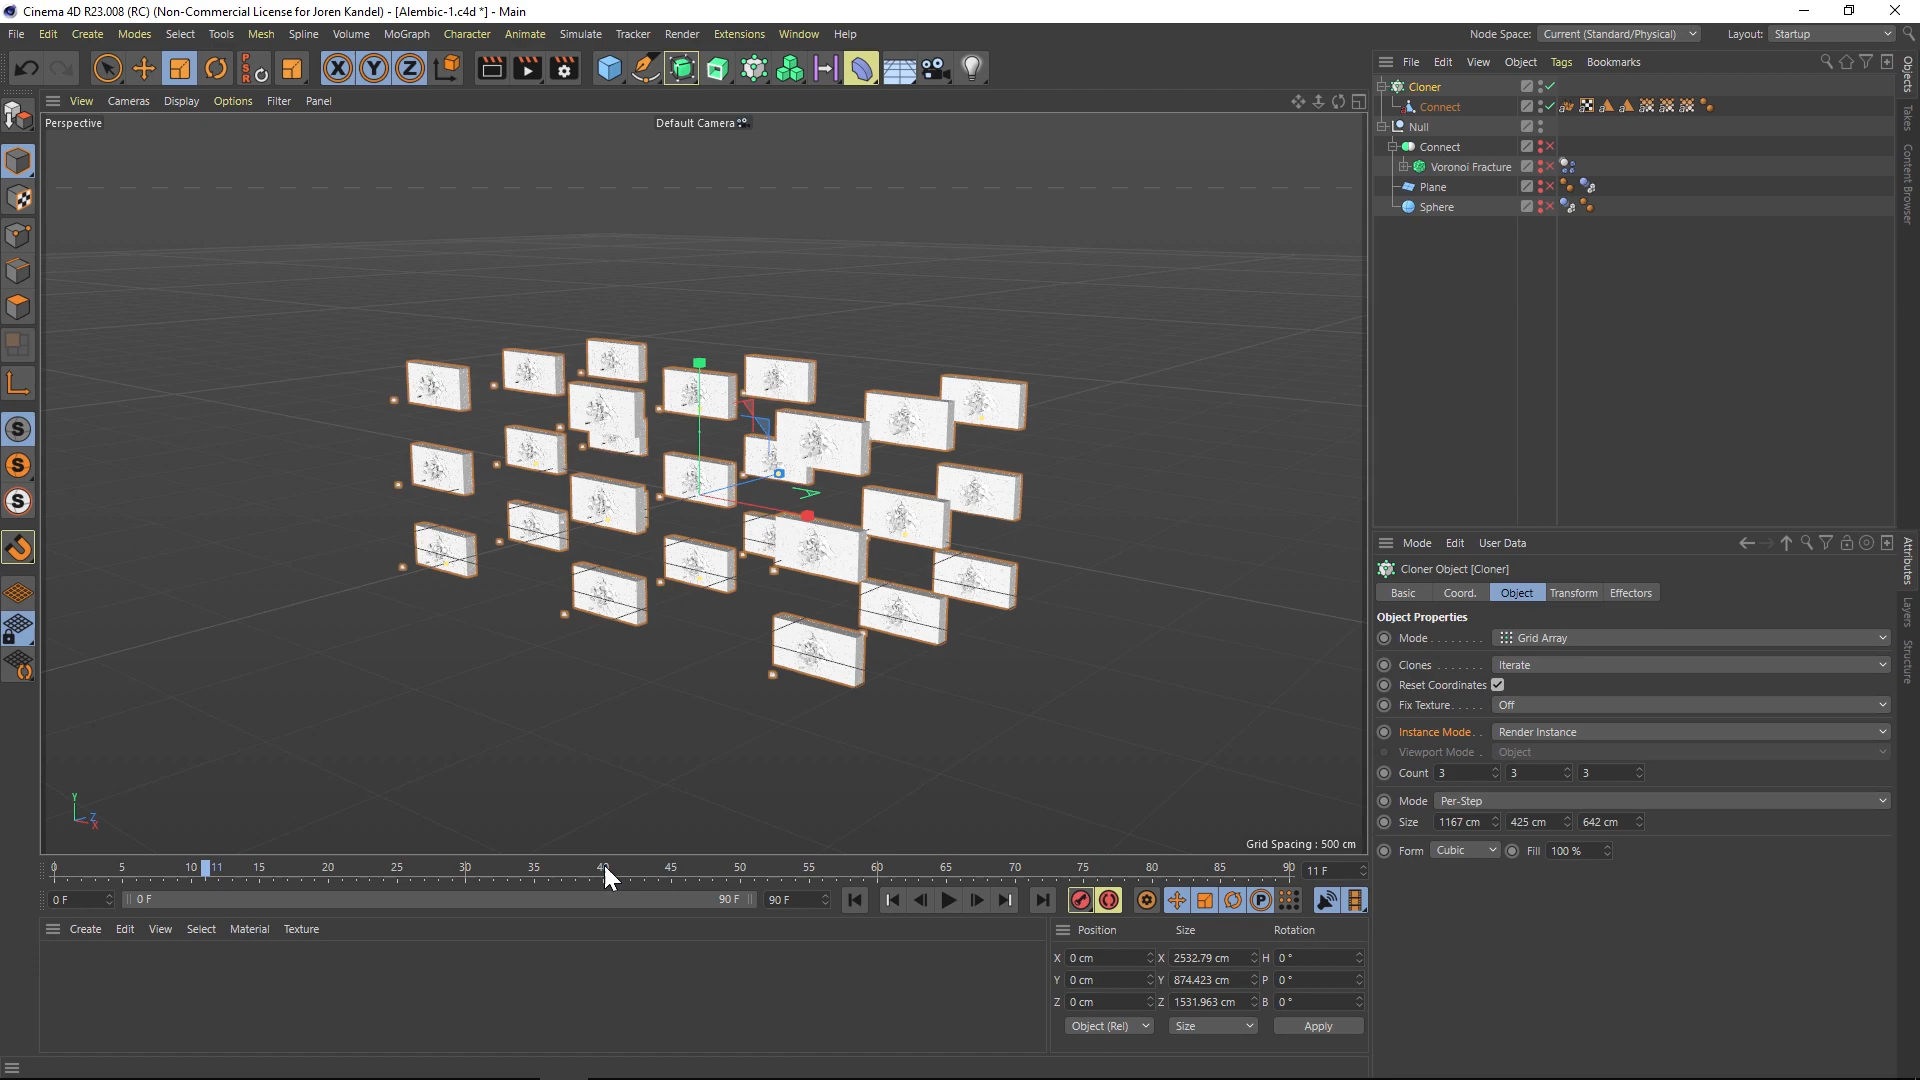 Cinema 4D R23.008 (RC) (Non-Commercial License for Joren Kandel) - [Alembic-1.c4d *] - Main
File Edit Create Modes Select Tools Mesh Spline Volume MoGraph Character Animate Simulate Tracker Render Extensions Window Help
Node Space: Current (Standard/Physical) Layout: Startup
File Edit View Object Tags Bookmarks
View Cameras Display Options Filter Panel
Perspective
Default Camera
Cloner
Connect
Null
Connect
Voronoi Fracture
Plane
Sphere
Objects
Takes
Content Browser
Mode Edit User Data
Cloner Object [Cloner]
Basic Coord. Object Transform Effectors
Object Properties
Mode . . . . . . . Grid Array
Clones . . . . . . Iterate
Reset Coordinates
Fix Texture . . . . . Off
Instance Mode . . Render Instance
Viewport Mode . Object
Count 3 3 3
Mode Per-Step
Size 1167 cm 425 cm 642 cm
Form Cubic Fill 100 %
Attributes
Layers
Structure
Y
Z
X
Grid Spacing : 500 cm
0 5 10 11 15 20 25 30 35 40 45 50 55 60 65 70 75 80 85 90 11 F
0 F 0 F 90 F 90 F
Create Edit View Select Material Texture
Position Size Rotation
X 0 cm X 2532.79 cm H 0 °
Y 0 cm Y 874.423 cm P 0 °
Z 0 cm Z 1531.963 cm B 0 °
Object (Rel) Size Apply